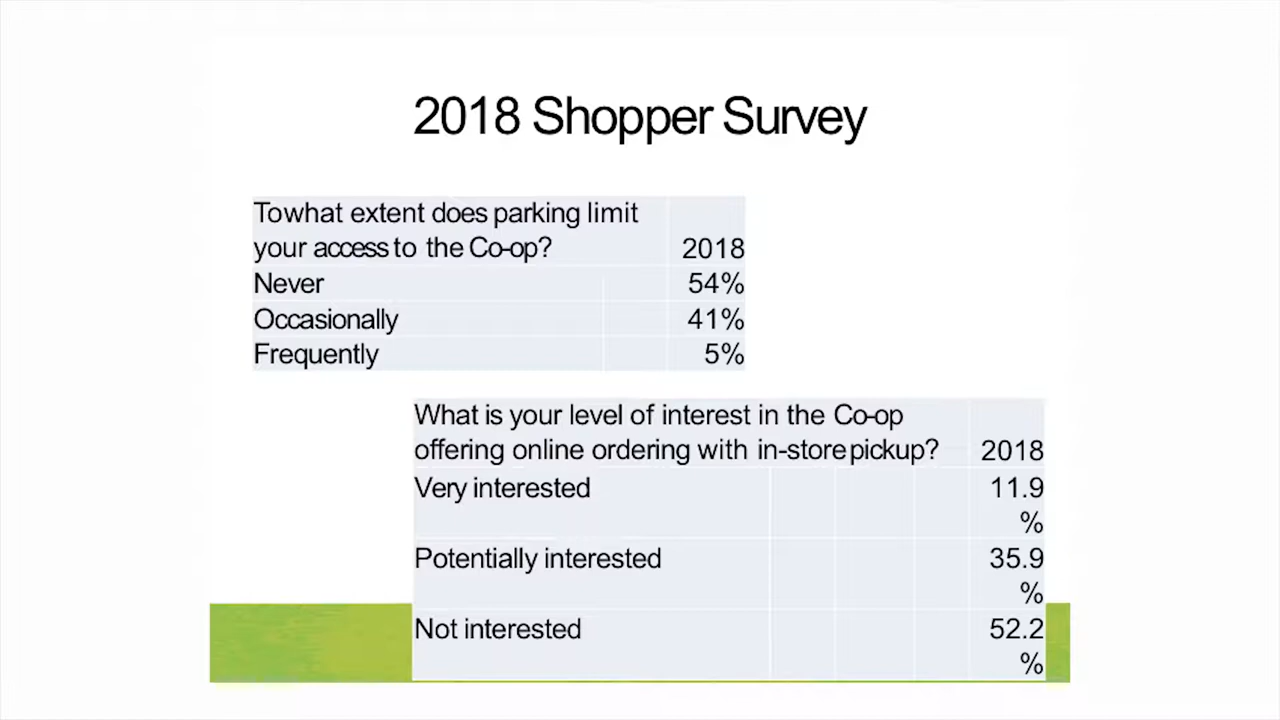 2018 Shopper Survey
Towhat extent does parking limit
your access to the Co-op? 2018
Never 54%
Occasionally 41%
Frequently 5%
What is your level of interest in the Co-op
offering online ordering with in-store pickup? 2018
Very interested 11.9
%
Potentially interested 35.9
%
Not interested 52.2
%